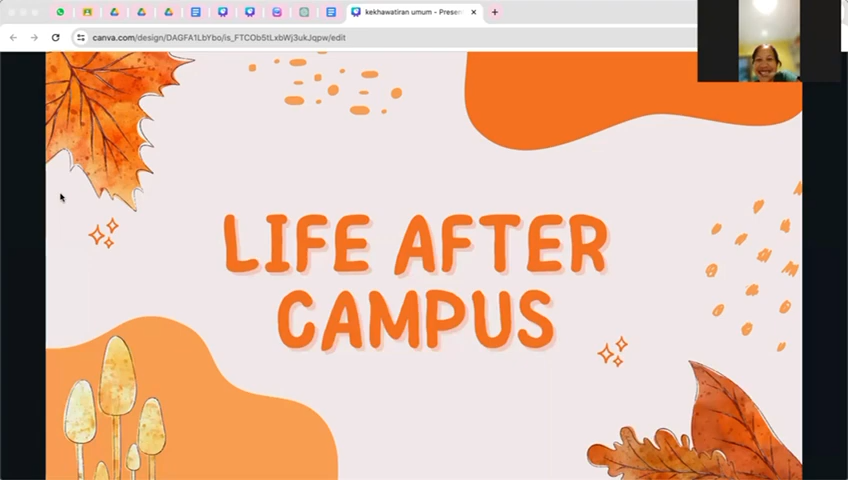 kekhawatiran umum - Presen
canva.com/design/DAGFA1LbYbo/is_FTCOb5tLxbWj3ukJqpw/edit
LIFE AFTER
CAMPUS